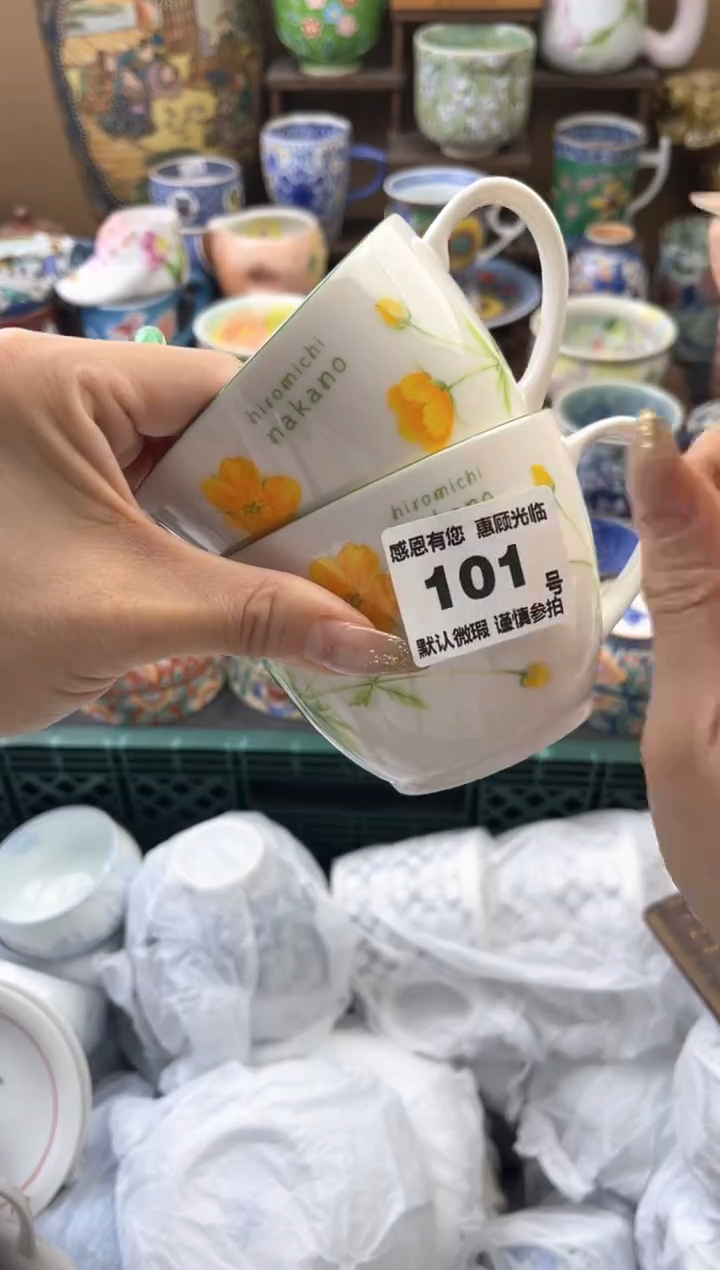 hiromichi
nakano
hiromichi
感恩有您 惠顾光临
101 号
默认微瑕 谨慎参拍